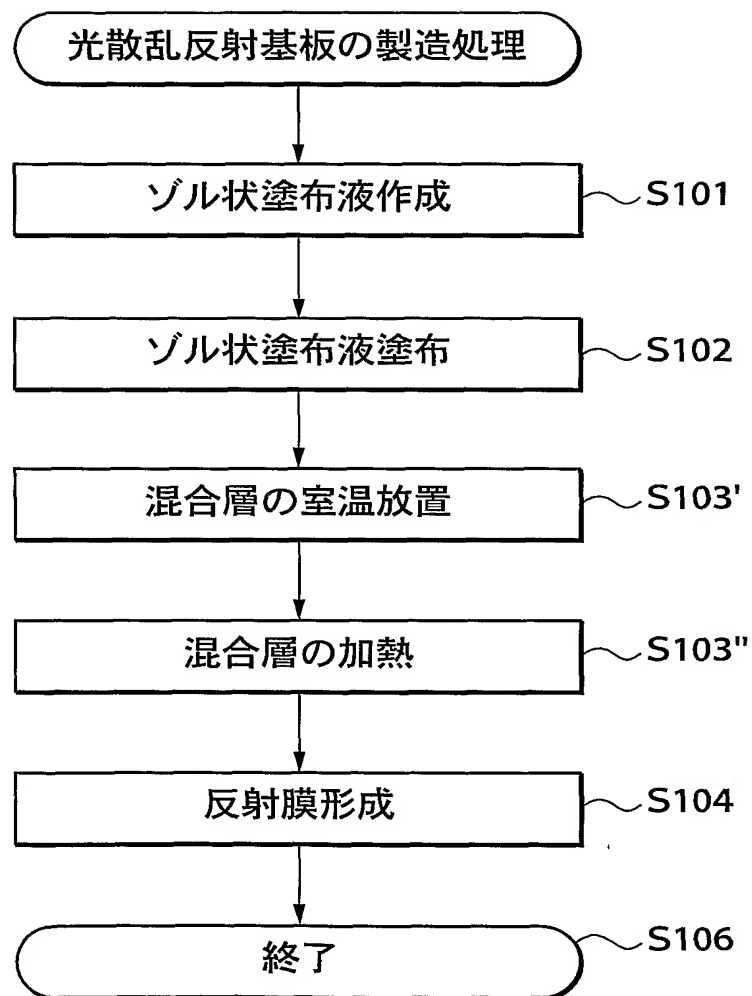 光散乱反射基板の製造処理
ゾル状塗布液作成 S101
ゾル状塗布液塗布 S102
混合層の室温放置 S103'
混合層の加熱 S103"
反射膜形成 S104
終了 S106